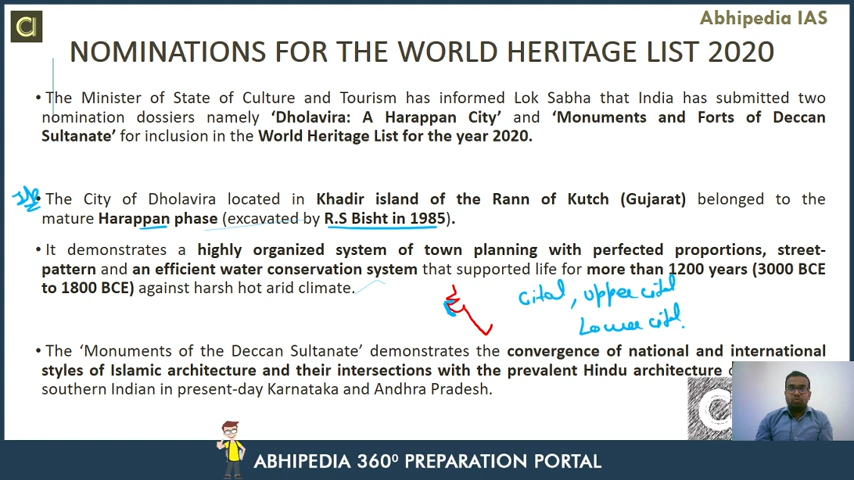 Abhipedia IAS
NOMINATIONS FOR THE WORLD HERITAGE LIST 2020
• The Minister of State of Culture and Tourism has informed Lok Sabha that India has submitted two
nomination dossiers namely ‘Dholavira: A Harappan City’ and ‘Monuments and Forts of Deccan
Sultanate’ for inclusion in the World Heritage List for the year 2020.
• The City of Dholavira located in Khadir island of the Rann of Kutch (Gujarat) belonged to the
mature Harappan phase (excavated by R.S Bisht in 1985).
• It demonstrates a highly organized system of town planning with perfected proportions, street-
pattern and an efficient water conservation system that supported life for more than 1200 years (3000 BCE
to 1800 BCE) against harsh hot arid climate.
Cital, Upper cital
Lower cital.
• The ‘Monuments of the Deccan Sultanate’ demonstrates the convergence of national and international
styles of Islamic architecture and their intersections with the prevalent Hindu architecture
southern Indian in present-day Karnataka and Andhra Pradesh.
ABHIPEDIA 360⁰ PREPARATION PORTAL